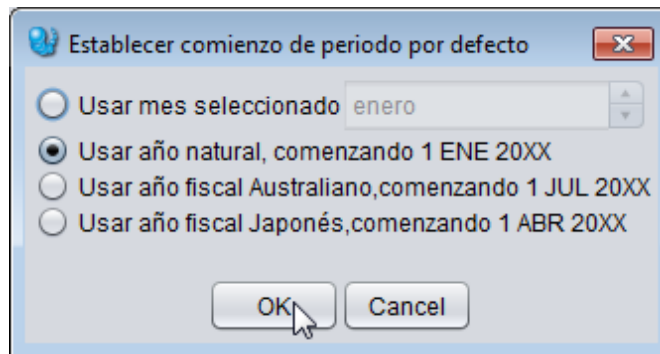 Establecer comienzo de periodo por defecto
Usar mes seleccionado enero
Usar año natural, comenzando 1 ENE 20XX
Usar año fiscal Australiano,comenzando 1 JUL 20XX
Usar año fiscal Japonés,comenzando 1 ABR 20XX
OK Cancel